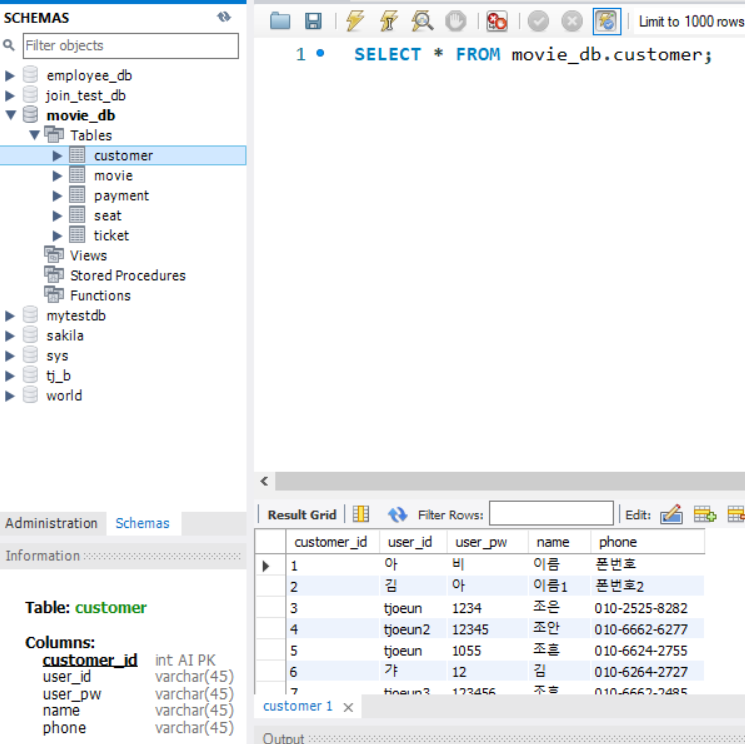 SCHEMAS
Filter objects
employee_db
join_test_db
movie_db
Tables
customer
movie
payment
seat
ticket
Views
Stored Procedures
Functions
mytestdb
sakila
sys
tj_b
world
Administration Schemas
Information
Table: customer
Columns:
customer_id int AI PK
user_id varchar(45)
user_pw varchar(45)
name varchar(45)
phone varchar(45)
Limit to 1000 rows
1 SELECT * FROM movie_db.customer;
Result Grid Filter Rows: Edit:
customer_id user_id user_pw name phone
1 아 비 이름 폰번호
2 김 아 이름1 폰번호2
3 tjoeun 1234 조은 010-2525-8282
4 tjoeun2 12345 조안 010-6662-6277
5 tjoeun 1055 조흠 010-6624-2755
6 갸 12 김 010-6264-2727
7 tjoeun3 123456 010-6662-2485
customer 1
Output